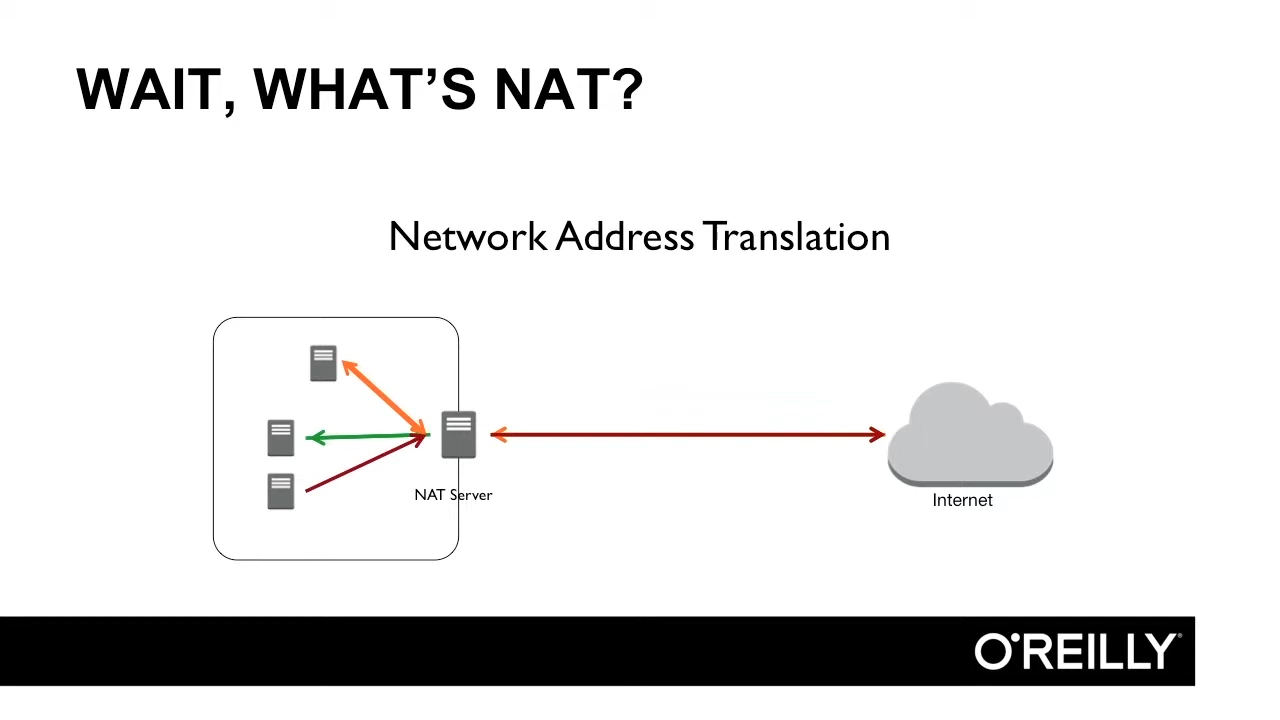 WAIT, WHAT’S NAT?
Network Address Translation
NAT Server
Internet
O'REILLY®